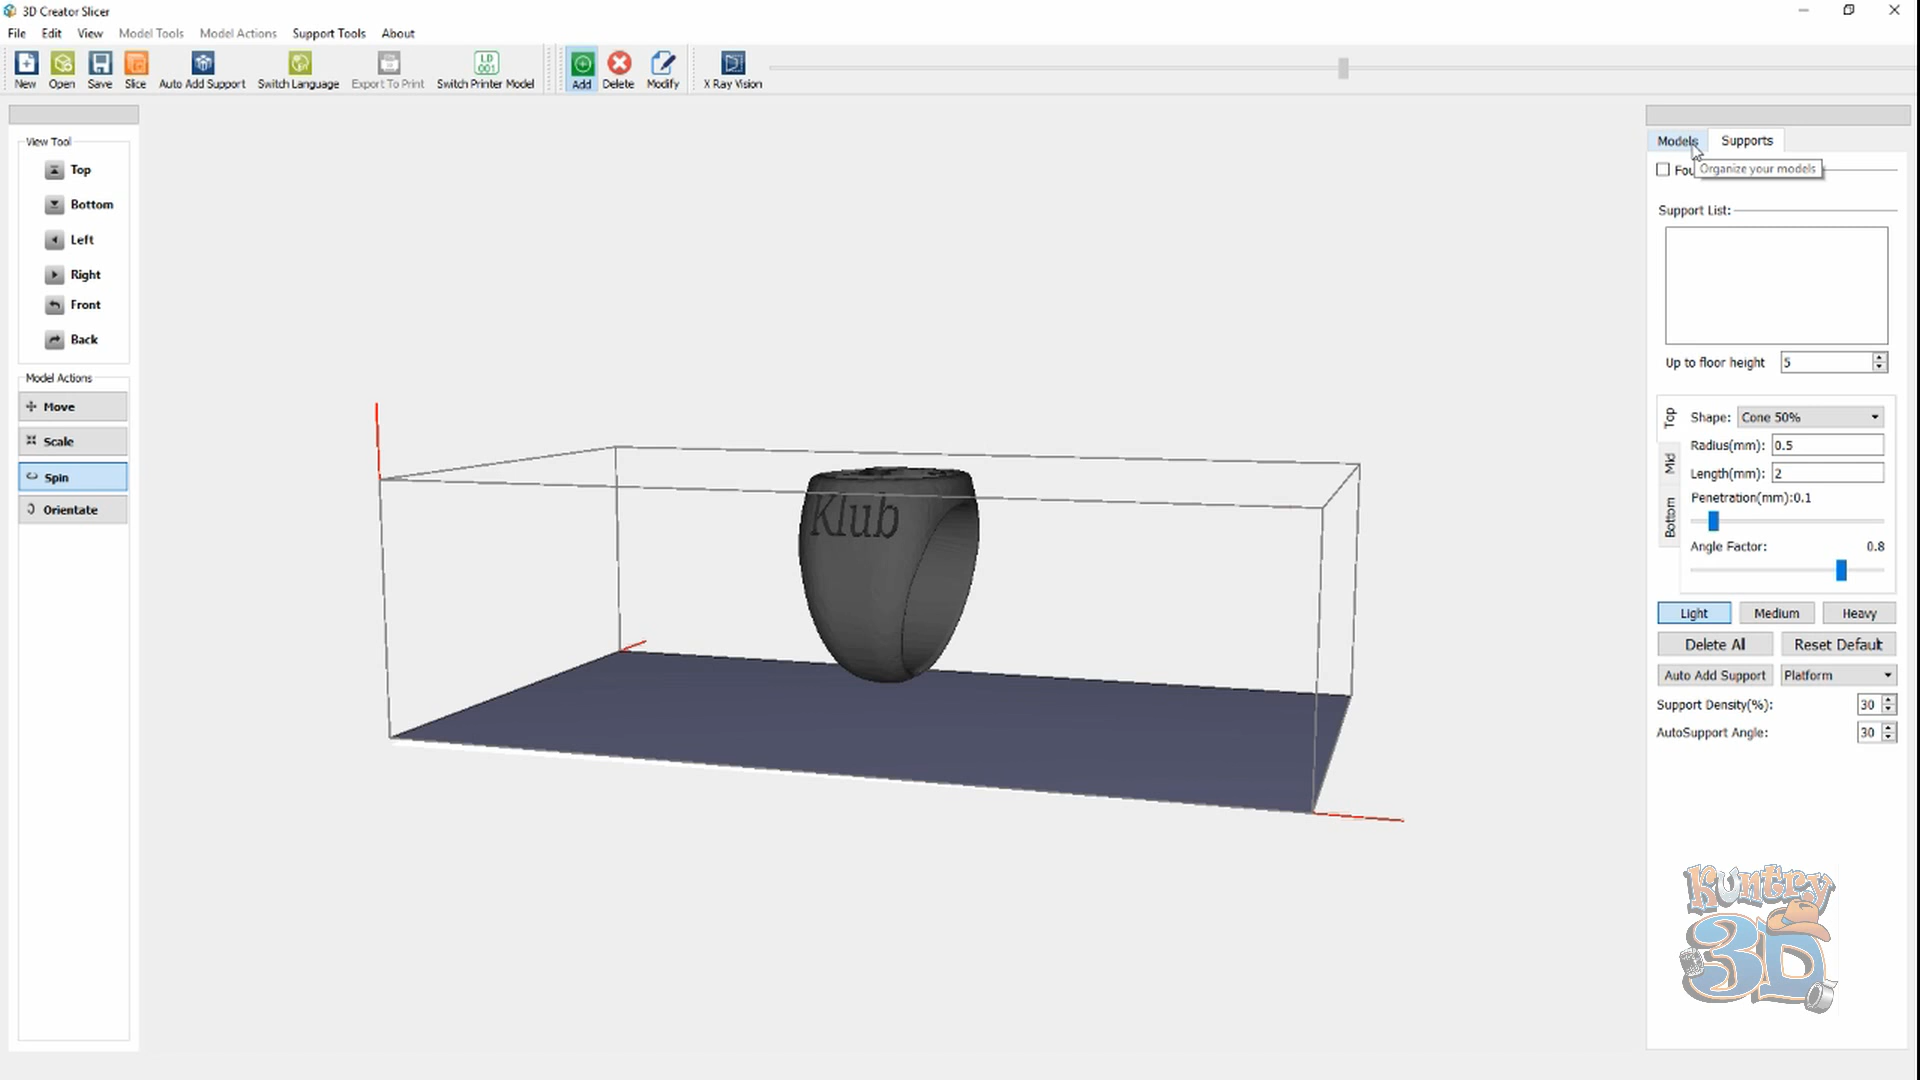 3D Creator Slicer
File Edit View Model Tools Model Actions Support Tools About
New Open Save Slice Auto Add Support Switch Language Export To Print LD 001 Switch Printer Model Add Delete Modify X Ray Vision
View Tool
Top
Bottom
Left
Right
Front
Back
Model Actions
Move
Scale
Spin
Orientate
Klub
Models Supports
Organize your models
Support List:
Up to floor height 5
Top
Mid
Bottom
Shape: Cone 50%
Radius(mm): 0.5
Length(mm): 2
Penetration(mm):0.1
Angle Factor: 0.8
Light Medium Heavy
Delete All Reset Default
Auto Add Support Platform
Support Density(%): 30
AutoSupport Angle: 30
Kuntry
3D